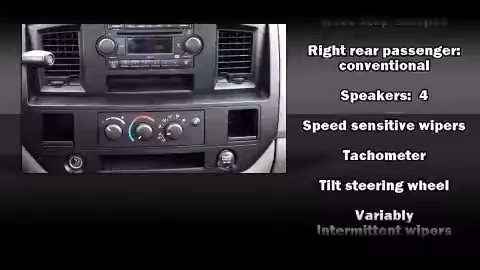 Right rear passenger:
conventional
Speakers: 4
Speed sensitive wipers
Tachometer
Tilt steering wheel
Variably
intermittent wipers